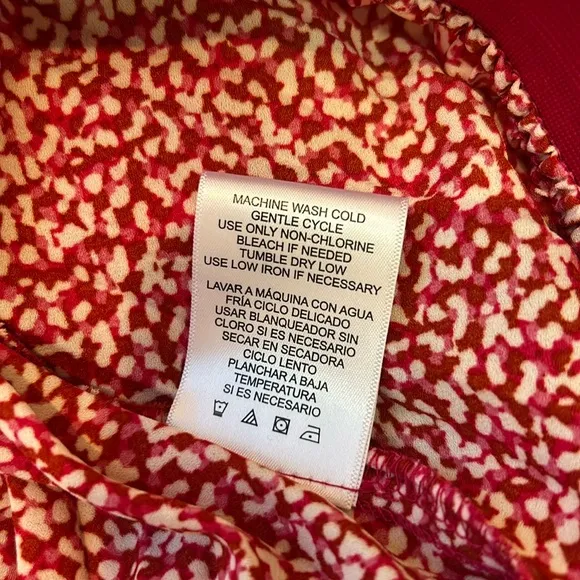 MACHINE WASH COLD
GENTLE CYCLE
USE ONLY NON-CHLORINE
BLEACH IF NEEDED
TUMBLE DRY LOW
USE LOW IRON IF NECESSARY
LAVAR A MÁQUINA CON AGUA
FRÍA CICLO DELICADO
USAR BLANQUEADOR SIN
CLORO SI ES NECESARIO
SECAR EN SECADORA
CICLO LENTO
PLANCHAR A BAJA
TEMPERATURA
SI ES NECESARIO